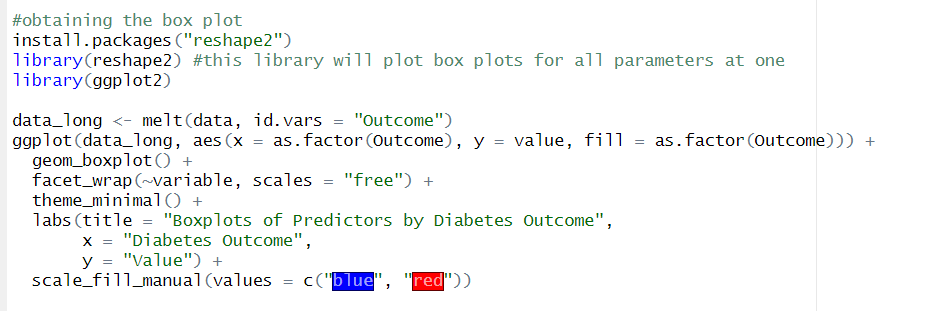 #obtaining the box plot
install.packages("reshape2")
library(reshape2) #this library will plot box plots for all parameters at one
library(ggplot2)
data_long <- melt(data, id.vars = "Outcome")
ggplot(data_long, aes(x = as.factor(Outcome), y = value, fill = as.factor(Outcome))) +
geom_boxplot() +
facet_wrap(~variable, scales = "free") +
theme_minimal() +
labs(title = "Boxplots of Predictors by Diabetes Outcome",
x = "Diabetes Outcome",
y = "Value") +
scale_fill_manual(values = c("blue", "red"))